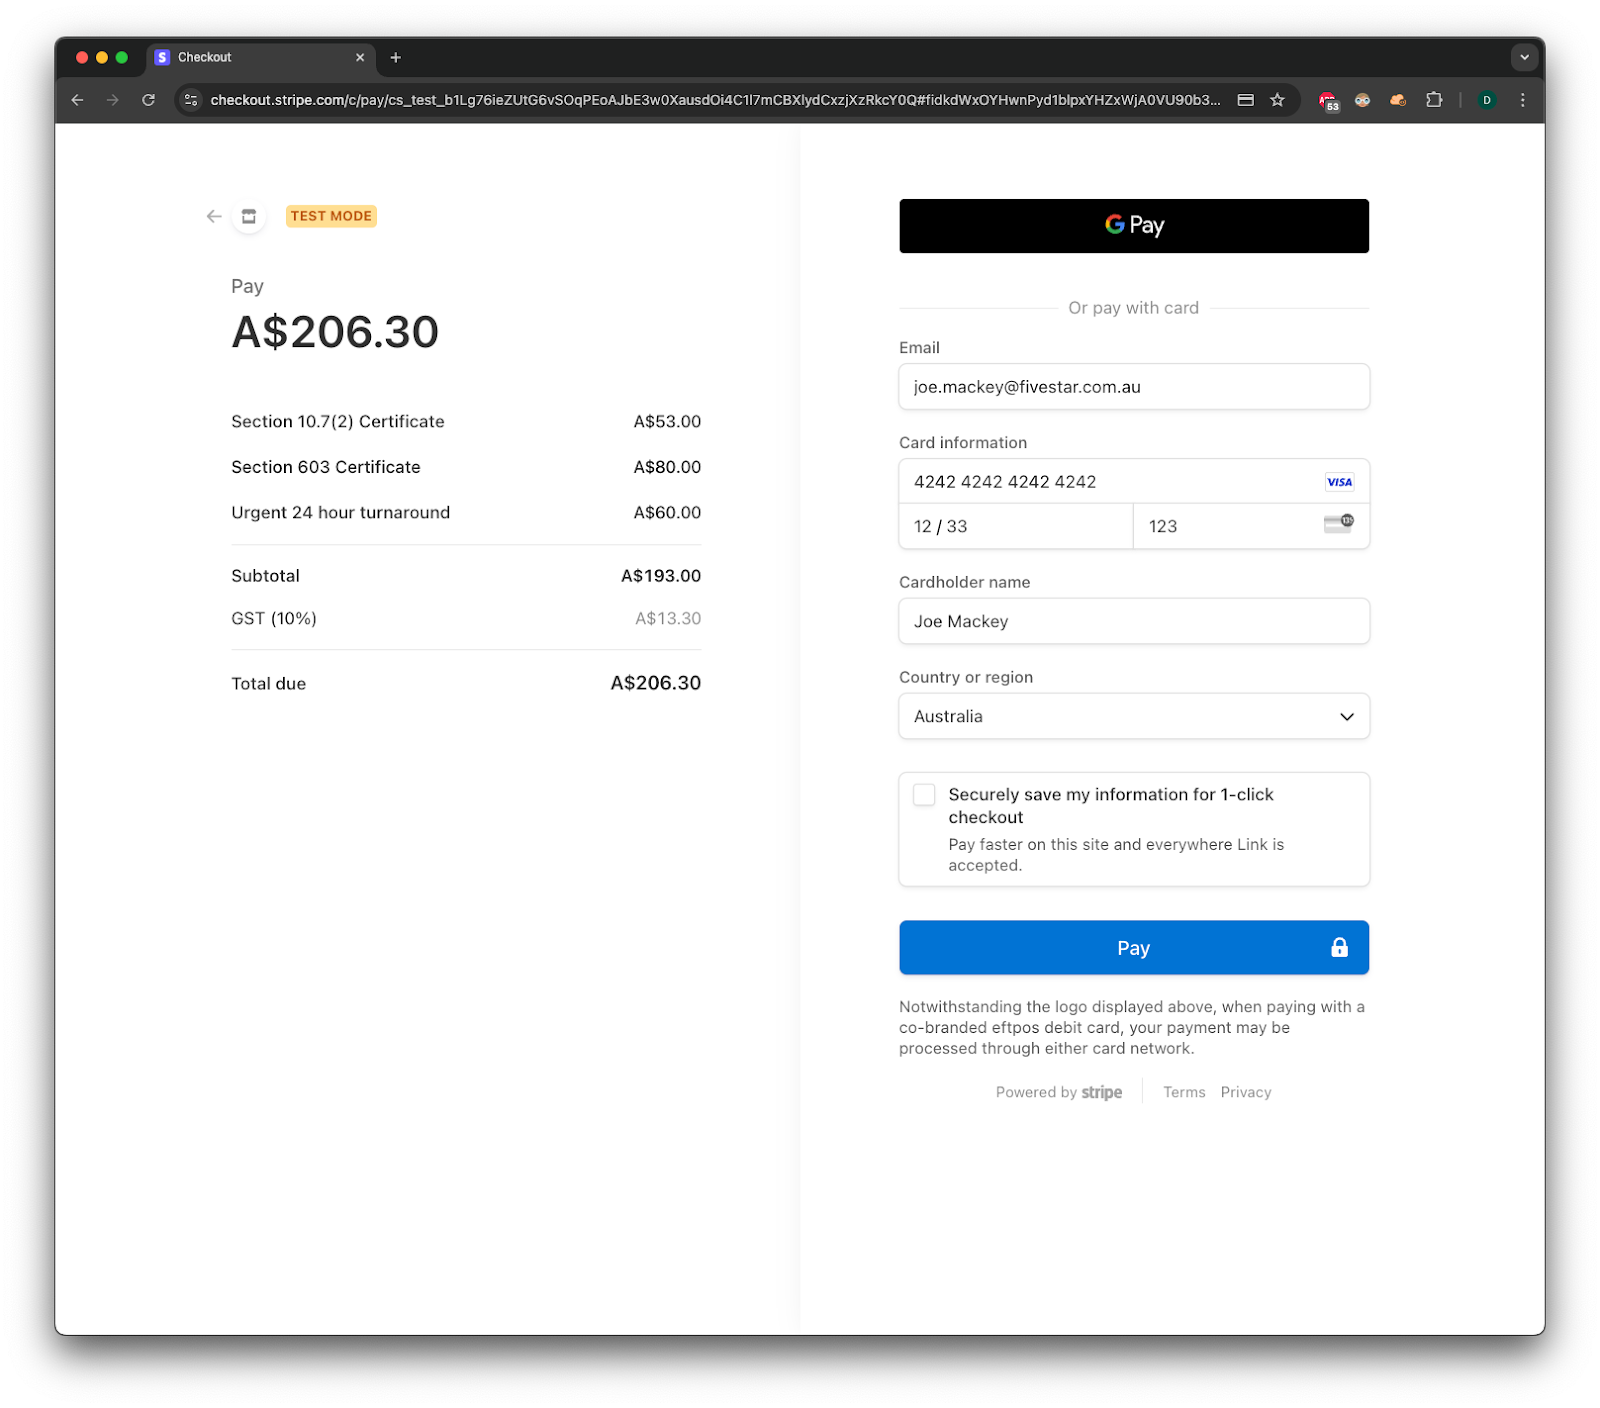 Checkout
checkout.stripe.com/c/pay/cs_test_b1Lg76ieZUtG6vSOqPEoAJbE3w0XausdOi4C1l7mCBXlydCxzjXzRkcY0Q#fidkdWxOYHwnPyd1blpxYHZxWjA0VU90b3...
53
D
TEST MODE
Pay
A$206.30
Section 10.7(2) Certificate A$53.00
Section 603 Certificate A$80.00
Urgent 24 hour turnaround A$60.00
Subtotal A$193.00
GST (10%) A$13.30
Total due A$206.30
G Pay
Or pay with card
Email
joe.mackey@fivestar.com.au
Card information
4242 4242 4242 4242 VISA
12 / 33 123
Cardholder name
Joe Mackey
Country or region
Australia
Securely save my information for 1-click
checkout
Pay faster on this site and everywhere Link is
accepted.
Pay
Notwithstanding the logo displayed above, when paying with a
co-branded eftpos debit card, your payment may be
processed through either card network.
Powered by stripe Terms Privacy